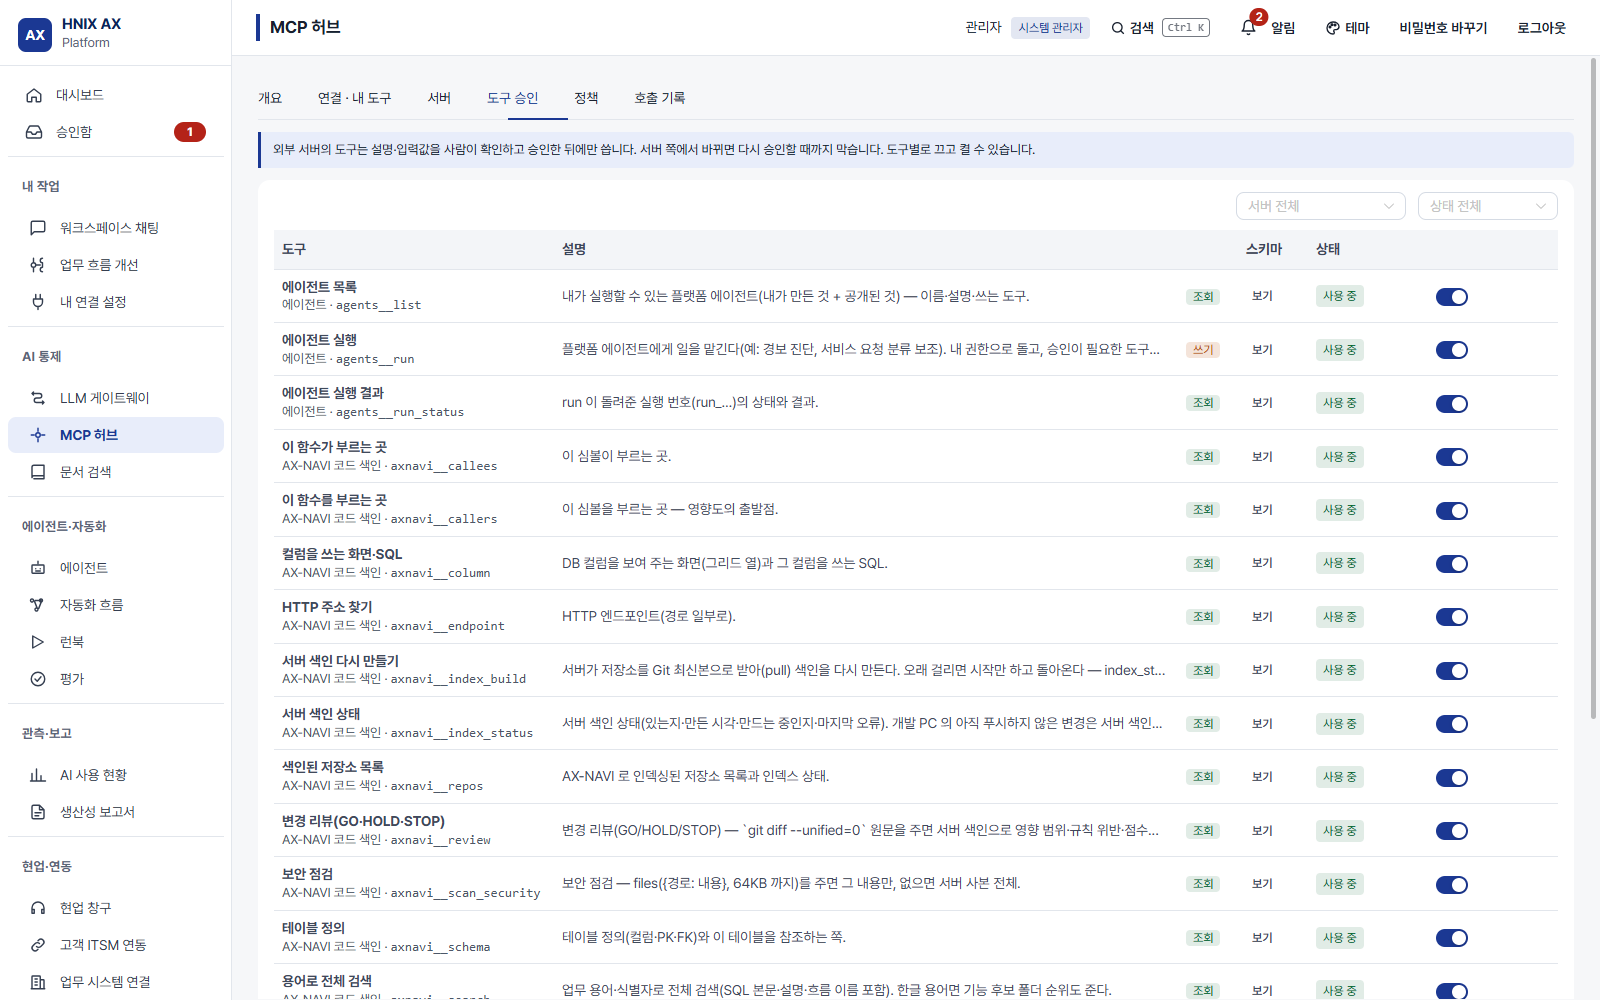 AX
HNIX AX
Platform
대시보드
승인함
1
내 작업
워크스페이스 채팅
업무 흐름 개선
내 연결 설정
AI 통제
LLM 게이트웨이
MCP 허브
문서 검색
에이전트·자동화
에이전트
자동화 흐름
런북
평가
관측·보고
AI 사용 현황
생산성 보고서
현업·연동
현업 창구
고객 ITSM 연동
업무 시스템 연결
MCP 허브
관리자
시스템 관리자
검색
Ctrl K
2
알림
테마
비밀번호 바꾸기
로그아웃
개요
연결 · 내 도구
서버
도구 승인
정책
호출 기록
외부 서버의 도구는 설명·입력값을 사람이 확인하고 승인한 뒤에만 씁니다. 서버 쪽에서 바뀌면 다시 승인할 때까지 막습니다. 도구별로 끄고 켤 수 있습니다.
서버 전체
상태 전체
도구 설명 스키마 상태
에이전트 목록
에이전트 · agents__list
내가 실행할 수 있는 플랫폼 에이전트(내가 만든 것 + 공개된 것) — 이름·설명·쓰는 도구.
조회 보기 사용 중
에이전트 실행
에이전트 · agents__run
플랫폼 에이전트에게 일을 맡긴다(예: 경보 진단, 서비스 요청 분류 보조). 내 권한으로 돌고, 승인이 필요한 도구...
쓰기 보기 사용 중
에이전트 실행 결과
에이전트 · agents__run_status
run 이 돌려준 실행 번호(run_...)의 상태와 결과.
조회 보기 사용 중
이 함수가 부르는 곳
AX-NAVI 코드 색인 · axnavi__callees
이 심볼이 부르는 곳.
조회 보기 사용 중
이 함수를 부르는 곳
AX-NAVI 코드 색인 · axnavi__callers
이 심볼을 부르는 곳 — 영향도의 출발점.
조회 보기 사용 중
컬럼을 쓰는 화면·SQL
AX-NAVI 코드 색인 · axnavi__column
DB 컬럼을 보여 주는 화면(그리드 열)과 그 컬럼을 쓰는 SQL.
조회 보기 사용 중
HTTP 주소 찾기
AX-NAVI 코드 색인 · axnavi__endpoint
HTTP 엔드포인트(경로 일부로).
조회 보기 사용 중
서버 색인 다시 만들기
AX-NAVI 코드 색인 · axnavi__index_build
서버가 저장소를 Git 최신본으로 받아(pull) 색인을 다시 만든다. 오래 걸리면 시작만 하고 돌아온다 — index_st...
조회 보기 사용 중
서버 색인 상태
AX-NAVI 코드 색인 · axnavi__index_status
서버 색인 상태(있는지·만든 시각·만드는 중인지·마지막 오류). 개발 PC 의 아직 푸시하지 않은 변경은 서버 색인...
조회 보기 사용 중
색인된 저장소 목록
AX-NAVI 코드 색인 · axnavi__repos
AX-NAVI 로 인덱싱된 저장소 목록과 인덱스 상태.
조회 보기 사용 중
변경 리뷰(GO·HOLD·STOP)
AX-NAVI 코드 색인 · axnavi__review
변경 리뷰(GO/HOLD/STOP) — `git diff --unified=0` 원문을 주면 서버 색인으로 영향 범위·규칙 위반·점수...
조회 보기 사용 중
보안 점검
AX-NAVI 코드 색인 · axnavi__scan_security
보안 점검 — files({경로: 내용}, 64KB 까지)를 주면 그 내용만, 없으면 서버 사본 전체.
조회 보기 사용 중
테이블 정의
AX-NAVI 코드 색인 · axnavi__schema
테이블 정의(컬럼·PK·FK)와 이 테이블을 참조하는 쪽.
조회 보기 사용 중
용어로 전체 검색
AX-NAVI 코드 색인 · axnavi__search
업무 용어·식별자로 전체 검색(SQL 본문·설명·흐름 이름 포함). 한글 용어면 기능 후보 폴더 순위도 준다.
조회 보기 사용 중